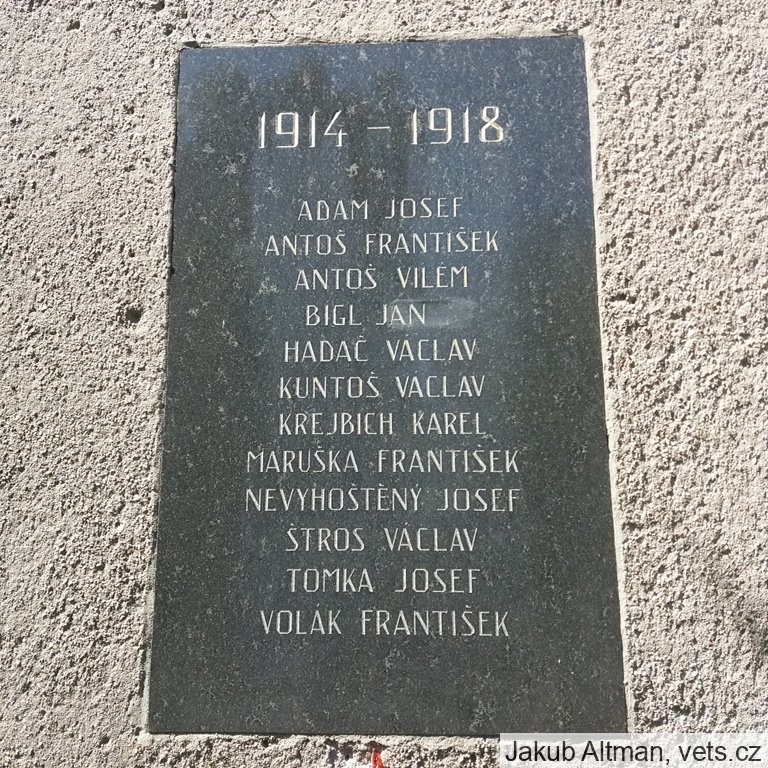 1914 – 1918
ADAM JOSEF
ANTOŠ FRANTIŠEK
ANTOŠ VILÉM
BIGL JAN
HADAČ VÁCLAV
KUNTOŠ VÁCLAV
KREJBICH KAREL
MARUŠKA FRANTIŠEK
NEVYHOŠTĚNÝ JOSEF
ŠTROS VÁCLAV
TOMKA JOSEF
VOLÁK FRANTIŠEK
Jakub Altman, vets.cz